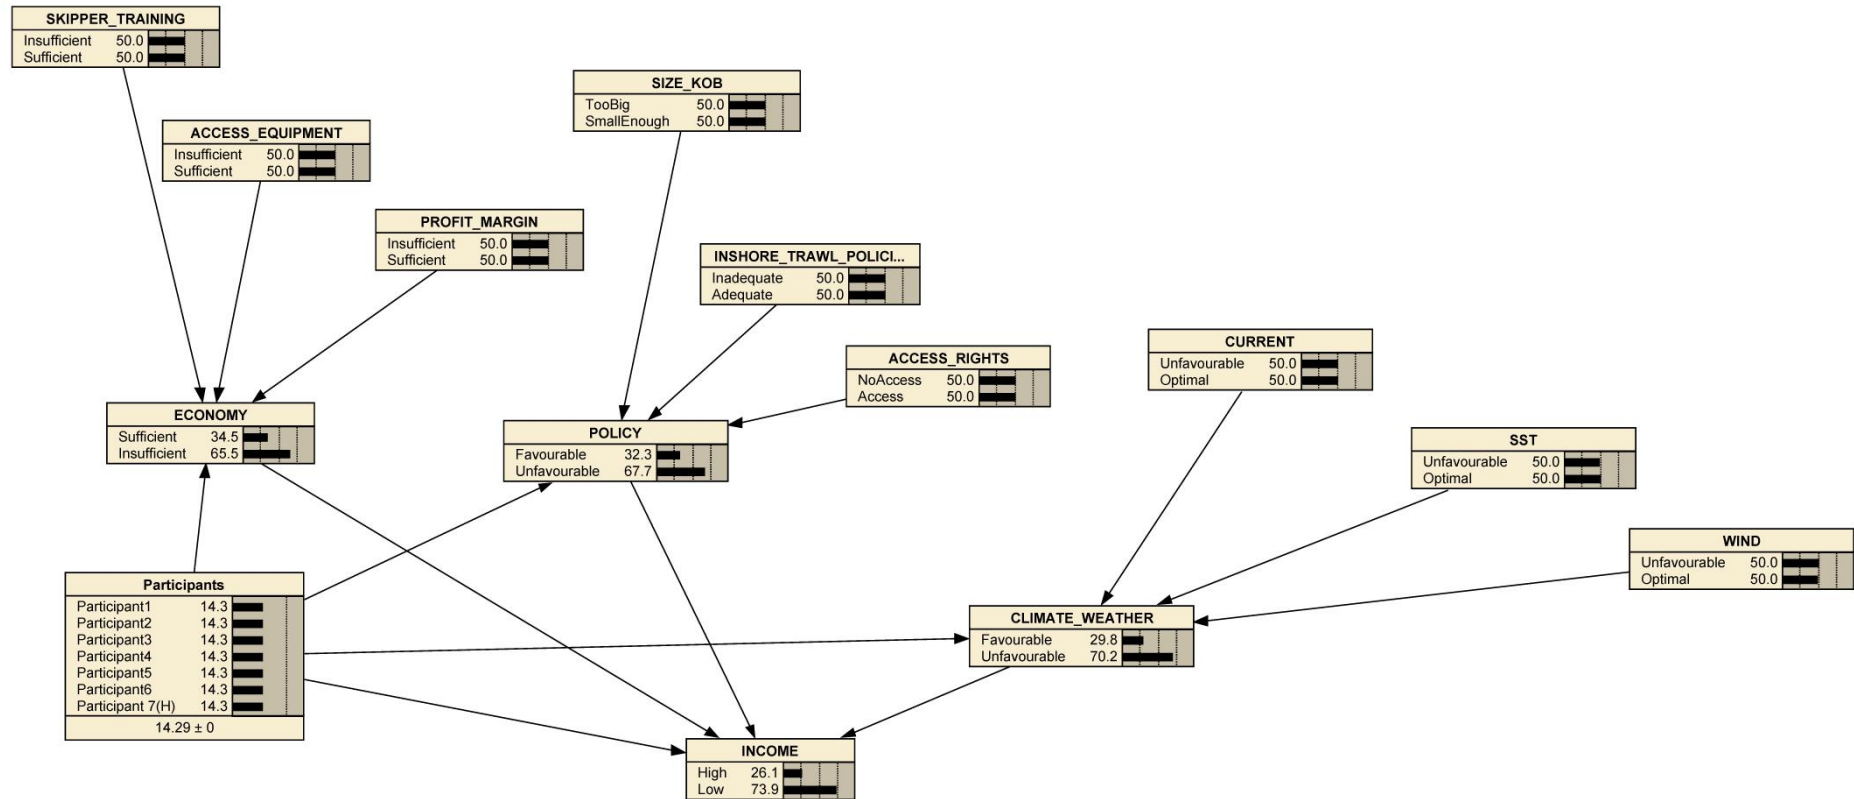 SKIPPER_TRAINING
Insufficient 50.0
Sufficient 50.0
ACCESS_EQUIPMENT
Insufficient 50.0
Sufficient 50.0
PROFIT_MARGIN
Insufficient 50.0
Sufficient 50.0
SIZE_KOB
TooBig 50.0
SmallEnough 50.0
INSHORE_TRAWL_POLICI...
Inadequate 50.0
Adequate 50.0
ACCESS_RIGHTS
NoAccess 50.0
Access 50.0
CURRENT
Unfavourable 50.0
Optimal 50.0
SST
Unfavourable 50.0
Optimal 50.0
WIND
Unfavourable 50.0
Optimal 50.0
ECONOMY
Sufficient 34.5
Insufficient 65.5
POLICY
Favourable 32.3
Unfavourable 67.7
Participants
Participant1 14.3
Participant2 14.3
Participant3 14.3
Participant4 14.3
Participant5 14.3
Participant6 14.3
Participant 7(H) 14.3
14.29 ± 0
CLIMATE_WEATHER
Favourable 29.8
Unfavourable 70.2
INCOME
High 26.1
Low 73.9